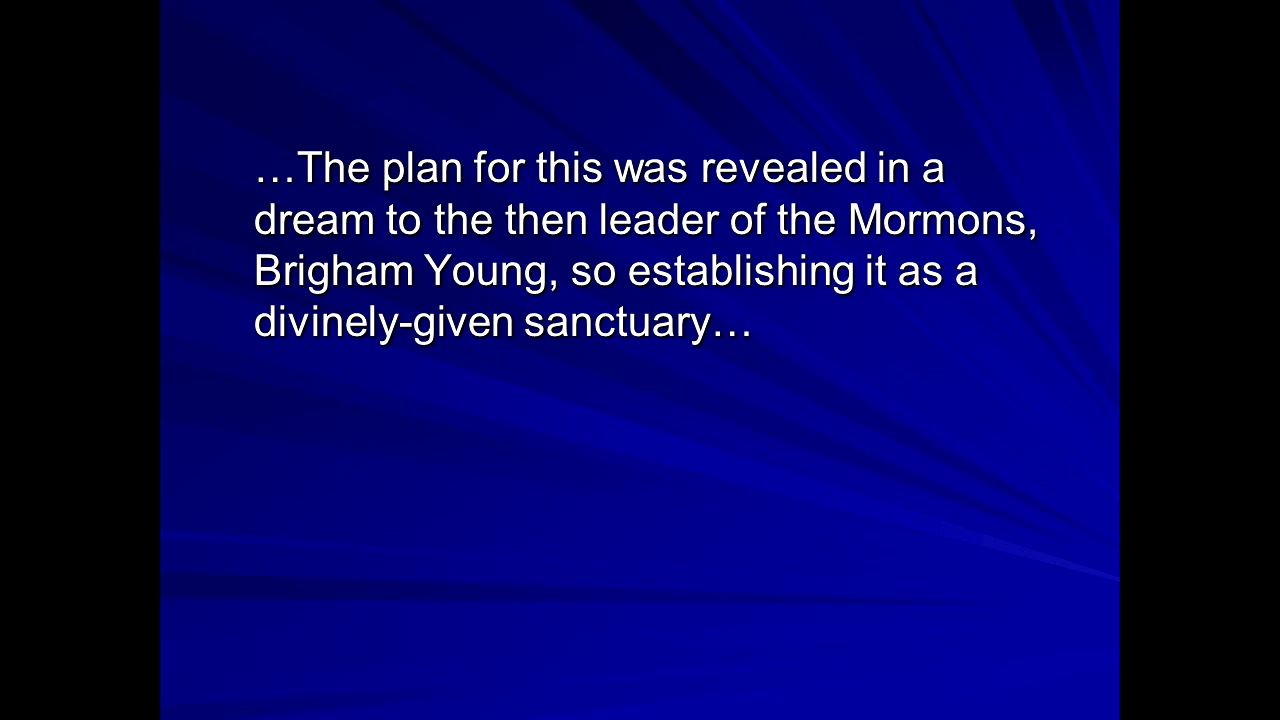 …The plan for this was revealed in a
dream to the then leader of the Mormons,
Brigham Young, so establishing it as a
divinely-given sanctuary…